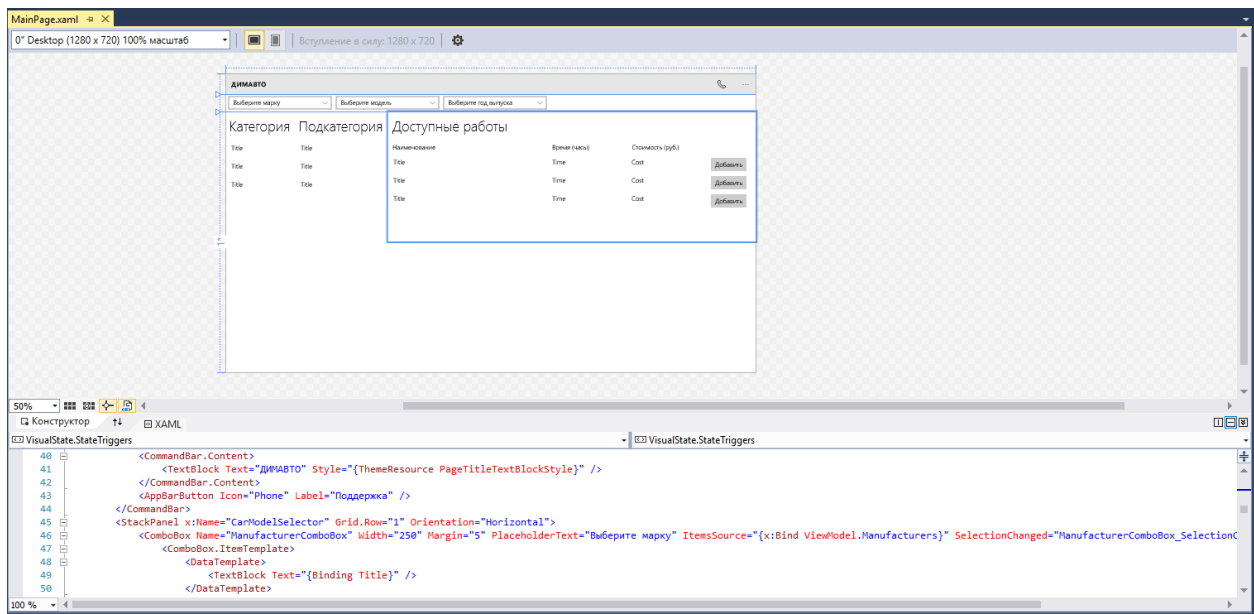 MainPage.xaml
0" Desktop (1280 x 720) 100% масштаб
Вступление в силу: 1280 x 720
ДИМАВТО
Выберите марку Выберите модель Выберите год выпуска
Категория Подкатегория Доступные работы
Наименование Время (часы) Стоимость (руб.)
Title Title Title Time Cost Добавить
Title Title Title Time Cost Добавить
Title Title Title Time Cost Добавить
50%
Конструктор XAML
VisualState.StateTriggers VisualState.StateTriggers
40 <CommandBar.Content>
41 <TextBlock Text="ДИМАВТО" Style="{ThemeResource PageTitleTextBlockStyle}" />
42 </CommandBar.Content>
43 <AppBarButton Icon="Phone" Label="Поддержка" />
44 </CommandBar>
45 <StackPanel x:Name="CarModelSelector" Grid.Row="1" Orientation="Horizontal">
46 <ComboBox Name="ManufacturerComboBox" Width="250" Margin="5" PlaceholderText="Выберите марку" ItemsSource="{x:Bind ViewModel.Manufacturers}" SelectionChanged="ManufacturerComboBox_Selection
47 <ComboBox.ItemTemplate>
48 <DataTemplate>
49 <TextBlock Text="{Binding Title}" />
50 </DataTemplate>
100 %